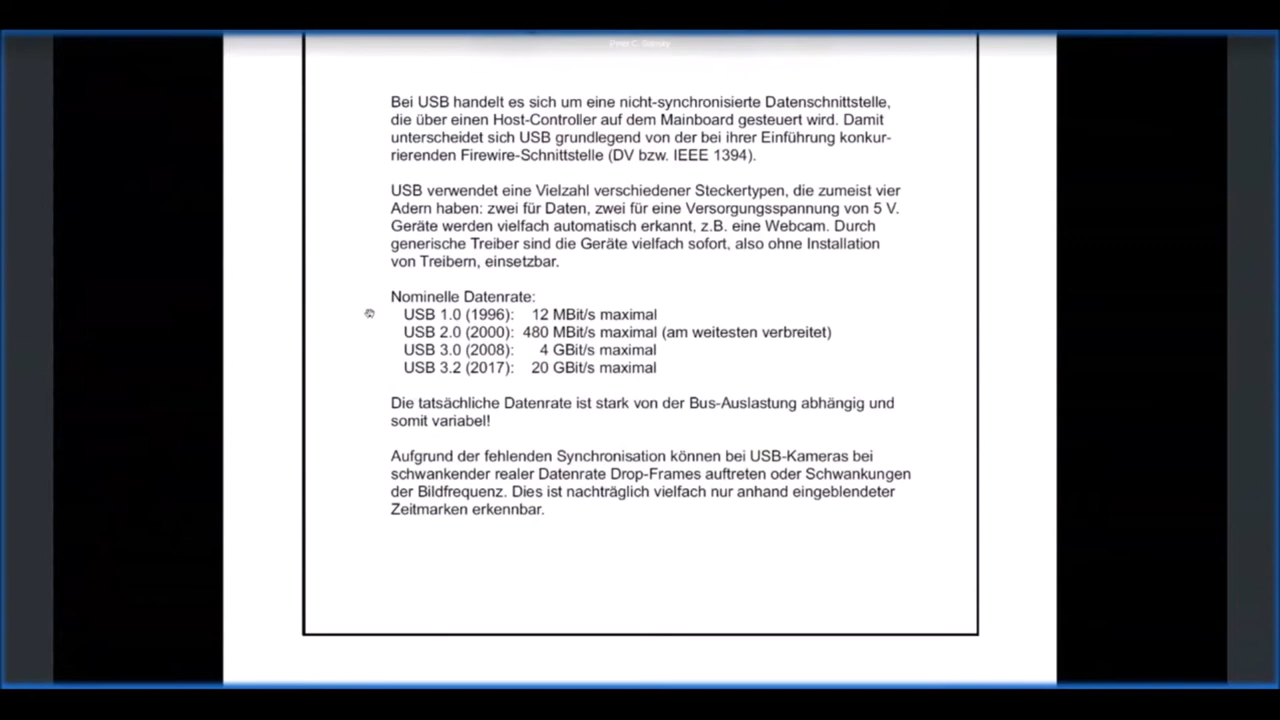 Bei USB handelt es sich um eine nicht-synchronisierte Datenschnittstelle,
die über einen Host-Controller auf dem Mainboard gesteuert wird. Damit
unterscheidet sich USB grundlegend von der bei ihrer Einführung konkur-
rierenden Firewire-Schnittstelle (DV bzw. IEEE 1394).
USB verwendet eine Vielzahl verschiedener Steckertypen, die zumeist vier
Adern haben: zwei für Daten, zwei für eine Versorgungsspannung von 5 V.
Geräte werden vielfach automatisch erkannt, z.B. eine Webcam. Durch
generische Treiber sind die Geräte vielfach sofort, also ohne Installation
von Treibern, einsetzbar.
Nominelle Datenrate:
USB 1.0 (1996): 12 MBit/s maximal
USB 2.0 (2000): 480 MBit/s maximal (am weitesten verbreitet)
USB 3.0 (2008): 4 GBit/s maximal
USB 3.2 (2017): 20 GBit/s maximal
Die tatsächliche Datenrate ist stark von der Bus-Auslastung abhängig und
somit variabel!
Aufgrund der fehlenden Synchronisation können bei USB-Kameras bei
schwankender realer Datenrate Drop-Frames auftreten oder Schwankungen
der Bildfrequenz. Dies ist nachträglich vielfach nur anhand eingeblendeter
Zeitmarken erkennbar.